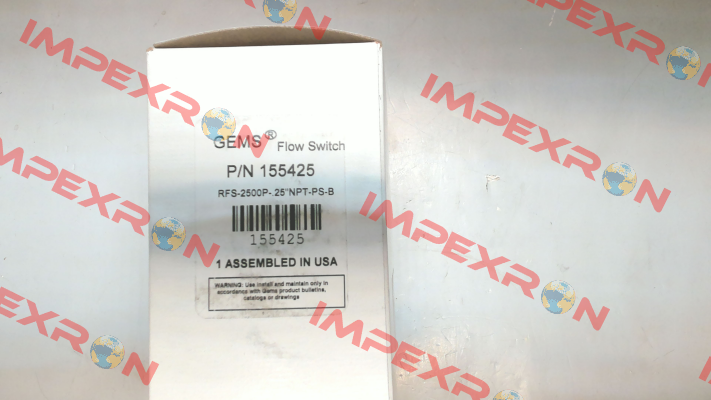 GEMS® Flow Switch
P/N 155425
RFS-2500P-.25"NPT-PS-B
155425
1 ASSEMBLED IN USA
WARNING: Use install and maintain only in
accordance with Gems product bulletins,
catalogs or drawings
IMPEXRON
IMPEXRON
IMPEXRON
IMPEXRON
IMPEXRON
IMPEXRON
IMPEXRON